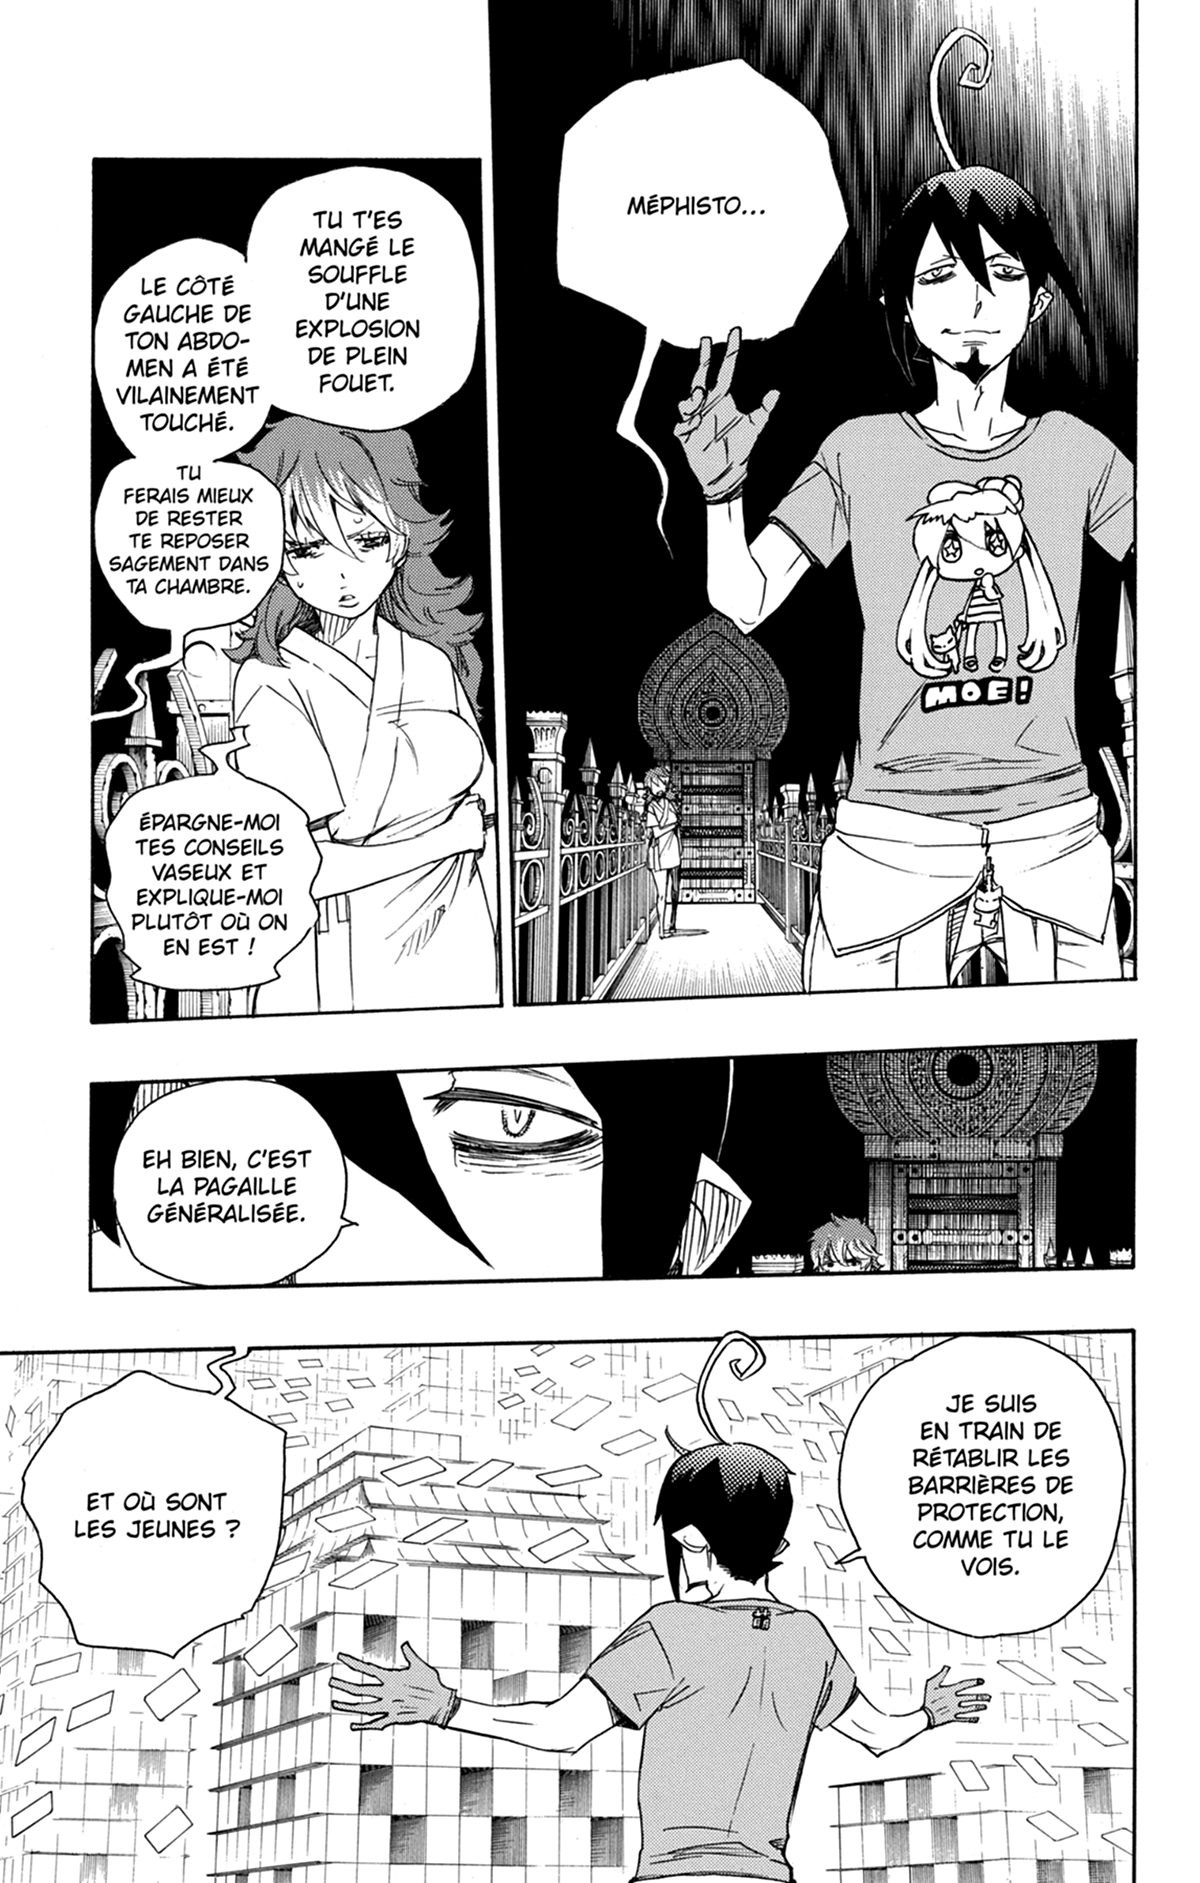 MÉPHISTO...
MOE!
TU T'ES
MANGÉ LE
SOUFFLE
D'UNE
EXPLOSION
DE PLEIN
FOUET.
LE CÔTÉ
GAUCHE DE
TON ABDO-
MEN A ÉTÉ
VILAINEMENT
TOUCHÉ.
TU
FERAIS MIEUX
DE RESTER
TE REPOSER
SAGEMENT DANS
TA CHAMBRE.
ÉPARGNE-MOI
TES CONSEILS
VASEUX ET
EXPLIQUE-MOI
PLUTÔT OÙ ON
EN EST !
EH BIEN, C'EST
LA PAGAILLE
GÉNÉRALISÉE.
JE SUIS
EN TRAIN DE
RÉTABLIR LES
BARRIÈRES DE
PROTECTION,
COMME TU LE
VOIS.
ET OÙ SONT
LES JEUNES ?